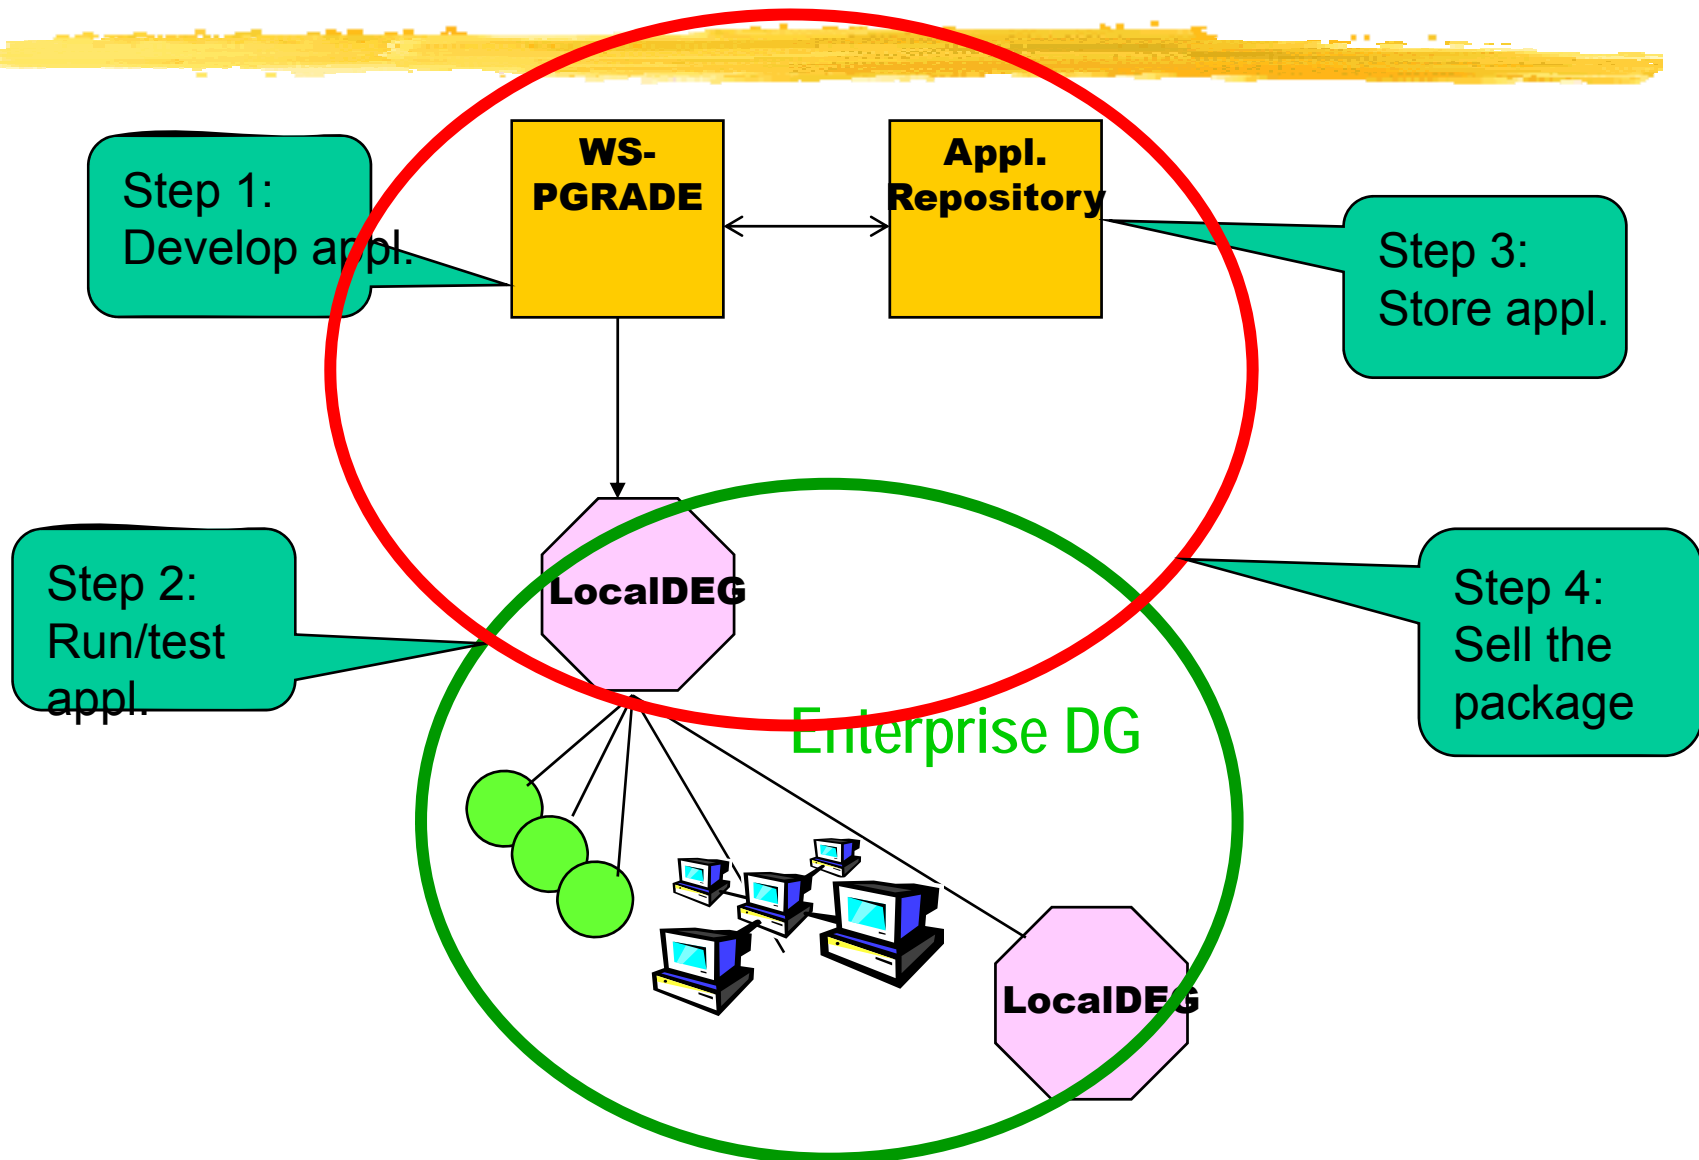 WS-
PGRADE
Appl.
Repository
Step 1:
Develop appl.
Step 3:
Store appl.
LocalDEG
Step 2:
Run/test
appl.
Step 4:
Sell the
package
Enterprise DG
LocalDEG